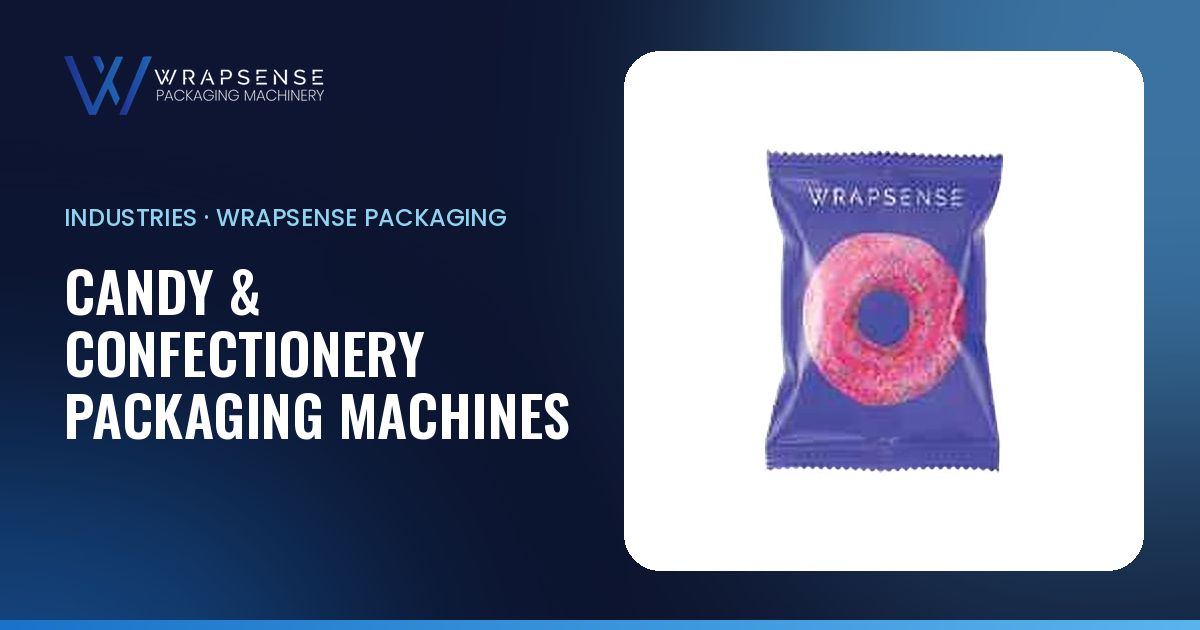 WRAPSENSE
PACKAGING MACHINERY
INDUSTRIES · WRAPSENSE PACKAGING
CANDY &
CONFECTIONERY
PACKAGING MACHINES
WRAPSENSE